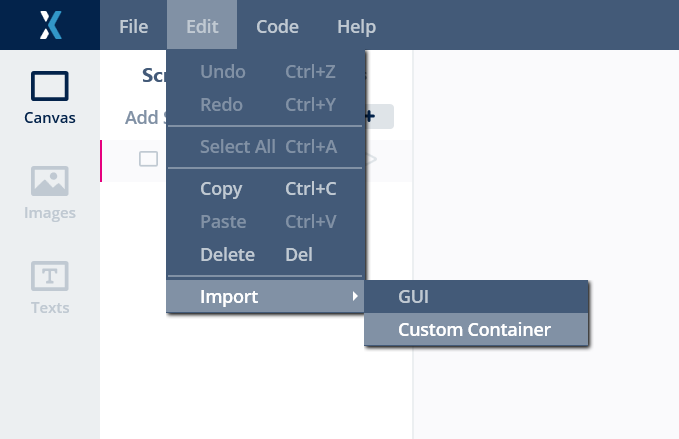 File Edit Code Help
Canvas
Images
Texts
Add
Undo Ctrl+Z
Redo Ctrl+Y
Select All Ctrl+A
Copy Ctrl+C
Paste Ctrl+V
Delete Del
Import
GUI
Custom Container